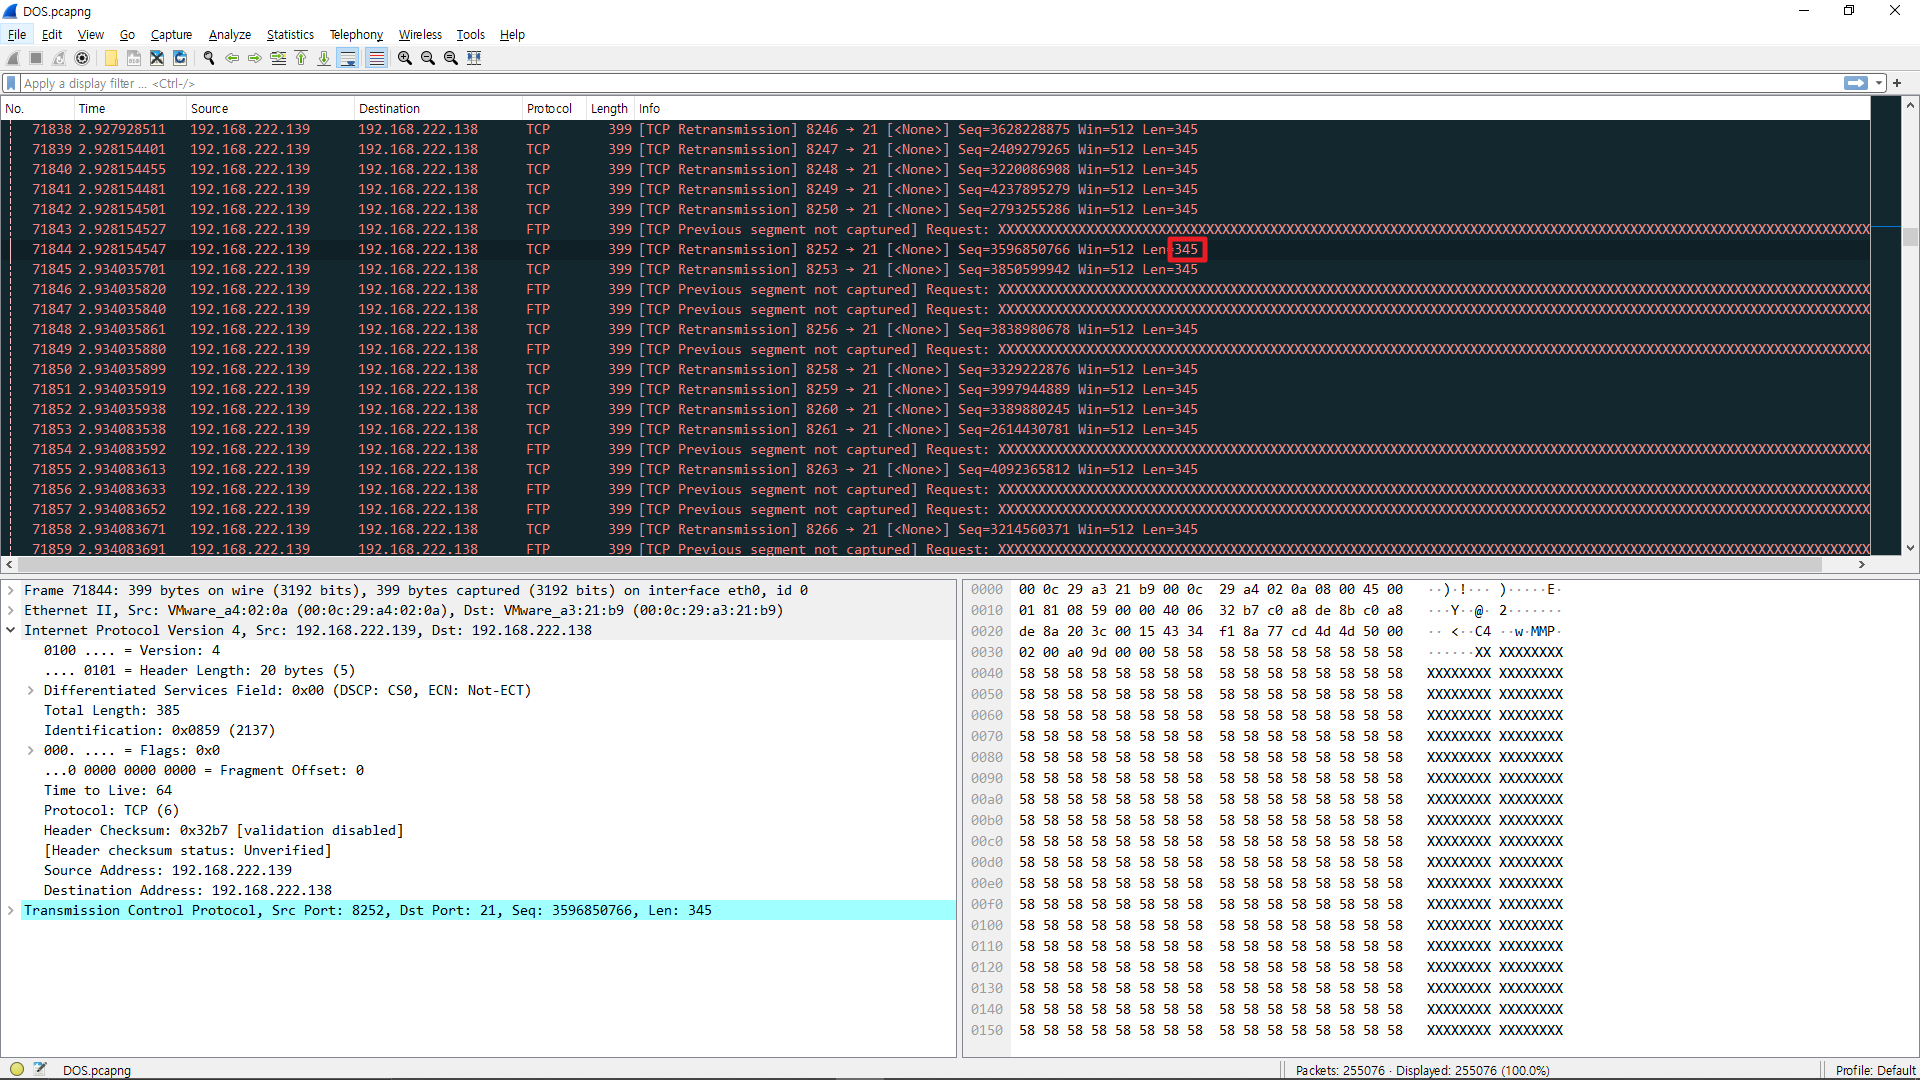 DOS.pcapng
File Edit View Go Capture Analyze Statistics Telephony Wireless Tools Help
Apply a display filter ... <Ctrl-/>
No. Time Source Destination Protocol Length Info
71838 2.927928511 192.168.222.139 192.168.222.138 TCP 399 [TCP Retransmission] 8246 → 21 [<None>] Seq=3628228875 Win=512 Len=345
71839 2.928154401 192.168.222.139 192.168.222.138 TCP 399 [TCP Retransmission] 8247 → 21 [<None>] Seq=2409279265 Win=512 Len=345
71840 2.928154455 192.168.222.139 192.168.222.138 TCP 399 [TCP Retransmission] 8248 → 21 [<None>] Seq=3220086908 Win=512 Len=345
71841 2.928154481 192.168.222.139 192.168.222.138 TCP 399 [TCP Retransmission] 8249 → 21 [<None>] Seq=4237895279 Win=512 Len=345
71842 2.928154501 192.168.222.139 192.168.222.138 TCP 399 [TCP Retransmission] 8250 → 21 [<None>] Seq=2793255286 Win=512 Len=345
71843 2.928154527 192.168.222.139 192.168.222.138 FTP 399 [TCP Previous segment not captured] Request:
71844 2.928154547 192.168.222.139 192.168.222.138 TCP 399 [TCP Retransmission] 8252 → 21 [<None>] Seq=3596850766 Win=512 Len=345
71845 2.934035701 192.168.222.139 192.168.222.138 TCP 399 [TCP Retransmission] 8253 → 21 [<None>] Seq=3850599942 Win=512 Len=345
71846 2.934035820 192.168.222.139 192.168.222.138 FTP 399 [TCP Previous segment not captured] Request:
71847 2.934035840 192.168.222.139 192.168.222.138 FTP 399 [TCP Previous segment not captured] Request:
71848 2.934035861 192.168.222.139 192.168.222.138 TCP 399 [TCP Retransmission] 8256 → 21 [<None>] Seq=3838980678 Win=512 Len=345
71849 2.934035880 192.168.222.139 192.168.222.138 FTP 399 [TCP Previous segment not captured] Request:
71850 2.934035899 192.168.222.139 192.168.222.138 TCP 399 [TCP Retransmission] 8258 → 21 [<None>] Seq=3329222876 Win=512 Len=345
71851 2.934035919 192.168.222.139 192.168.222.138 TCP 399 [TCP Retransmission] 8259 → 21 [<None>] Seq=3997944889 Win=512 Len=345
71852 2.934035938 192.168.222.139 192.168.222.138 TCP 399 [TCP Retransmission] 8260 → 21 [<None>] Seq=3389880245 Win=512 Len=345
71853 2.934083538 192.168.222.139 192.168.222.138 TCP 399 [TCP Retransmission] 8261 → 21 [<None>] Seq=2614430781 Win=512 Len=345
71854 2.934083592 192.168.222.139 192.168.222.138 FTP 399 [TCP Previous segment not captured] Request:
71855 2.934083613 192.168.222.139 192.168.222.138 TCP 399 [TCP Retransmission] 8263 → 21 [<None>] Seq=4092365812 Win=512 Len=345
71856 2.934083633 192.168.222.139 192.168.222.138 FTP 399 [TCP Previous segment not captured] Request:
71857 2.934083652 192.168.222.139 192.168.222.138 FTP 399 [TCP Previous segment not captured] Request:
71858 2.934083671 192.168.222.139 192.168.222.138 TCP 399 [TCP Retransmission] 8266 → 21 [<None>] Seq=3214560371 Win=512 Len=345
71859 2.934083691 192.168.222.139 192.168.222.138 FTP 399 [TCP Previous segment not captured] Request:
Frame 71844: 399 bytes on wire (3192 bits), 399 bytes captured (3192 bits) on interface eth0, id 0
Ethernet II, Src: VMware_a4:02:0a (00:0c:29:a4:02:0a), Dst: VMware_a3:21:b9 (00:0c:29:a3:21:b9)
Internet Protocol Version 4, Src: 192.168.222.139, Dst: 192.168.222.138
0100 .... = Version: 4
.... 0101 = Header Length: 20 bytes (5)
Differentiated Services Field: 0x00 (DSCP: CS0, ECN: Not-ECT)
Total Length: 385
Identification: 0x0859 (2137)
000. .... = Flags: 0x0
...0 0000 0000 0000 = Fragment Offset: 0
Time to Live: 64
Protocol: TCP (6)
Header Checksum: 0x32b7 [validation disabled]
[Header checksum status: Unverified]
Source Address: 192.168.222.139
Destination Address: 192.168.222.138
Transmission Control Protocol, Src Port: 8252, Dst Port: 21, Seq: 3596850766, Len: 345
0000 00 0c 29 a3 21 b9 00 0c 29 a4 02 0a 08 00 45 00 ··)·!··· )·····E·
0010 01 81 08 59 00 00 40 06 32 b7 c0 a8 de 8b c0 a8 ···Y··@· 2·······
0020 de 8a 20 3c 00 15 43 34 f1 8a 77 cd 4d 4d 50 00 ·· <··C4 ··w·MMP·
0030 02 00 a0 9d 00 00 58 58 58 58 58 58 58 58 58 58 ······XX XXXXXXXX
0040 58 58 58 58 58 58 58 58 58 58 58 58 58 58 58 58 XXXXXXXX XXXXXXXX
0050 58 58 58 58 58 58 58 58 58 58 58 58 58 58 58 58 XXXXXXXX XXXXXXXX
0060 58 58 58 58 58 58 58 58 58 58 58 58 58 58 58 58 XXXXXXXX XXXXXXXX
0070 58 58 58 58 58 58 58 58 58 58 58 58 58 58 58 58 XXXXXXXX XXXXXXXX
0080 58 58 58 58 58 58 58 58 58 58 58 58 58 58 58 58 XXXXXXXX XXXXXXXX
0090 58 58 58 58 58 58 58 58 58 58 58 58 58 58 58 58 XXXXXXXX XXXXXXXX
00a0 58 58 58 58 58 58 58 58 58 58 58 58 58 58 58 58 XXXXXXXX XXXXXXXX
00b0 58 58 58 58 58 58 58 58 58 58 58 58 58 58 58 58 XXXXXXXX XXXXXXXX
00c0 58 58 58 58 58 58 58 58 58 58 58 58 58 58 58 58 XXXXXXXX XXXXXXXX
00d0 58 58 58 58 58 58 58 58 58 58 58 58 58 58 58 58 XXXXXXXX XXXXXXXX
00e0 58 58 58 58 58 58 58 58 58 58 58 58 58 58 58 58 XXXXXXXX XXXXXXXX
00f0 58 58 58 58 58 58 58 58 58 58 58 58 58 58 58 58 XXXXXXXX XXXXXXXX
0100 58 58 58 58 58 58 58 58 58 58 58 58 58 58 58 58 XXXXXXXX XXXXXXXX
0110 58 58 58 58 58 58 58 58 58 58 58 58 58 58 58 58 XXXXXXXX XXXXXXXX
0120 58 58 58 58 58 58 58 58 58 58 58 58 58 58 58 58 XXXXXXXX XXXXXXXX
0130 58 58 58 58 58 58 58 58 58 58 58 58 58 58 58 58 XXXXXXXX XXXXXXXX
0140 58 58 58 58 58 58 58 58 58 58 58 58 58 58 58 58 XXXXXXXX XXXXXXXX
0150 58 58 58 58 58 58 58 58 58 58 58 58 58 58 58 58 XXXXXXXX XXXXXXXX
DOS.pcapng
Packets: 255076 · Displayed: 255076 (100.0%)
Profile: Default